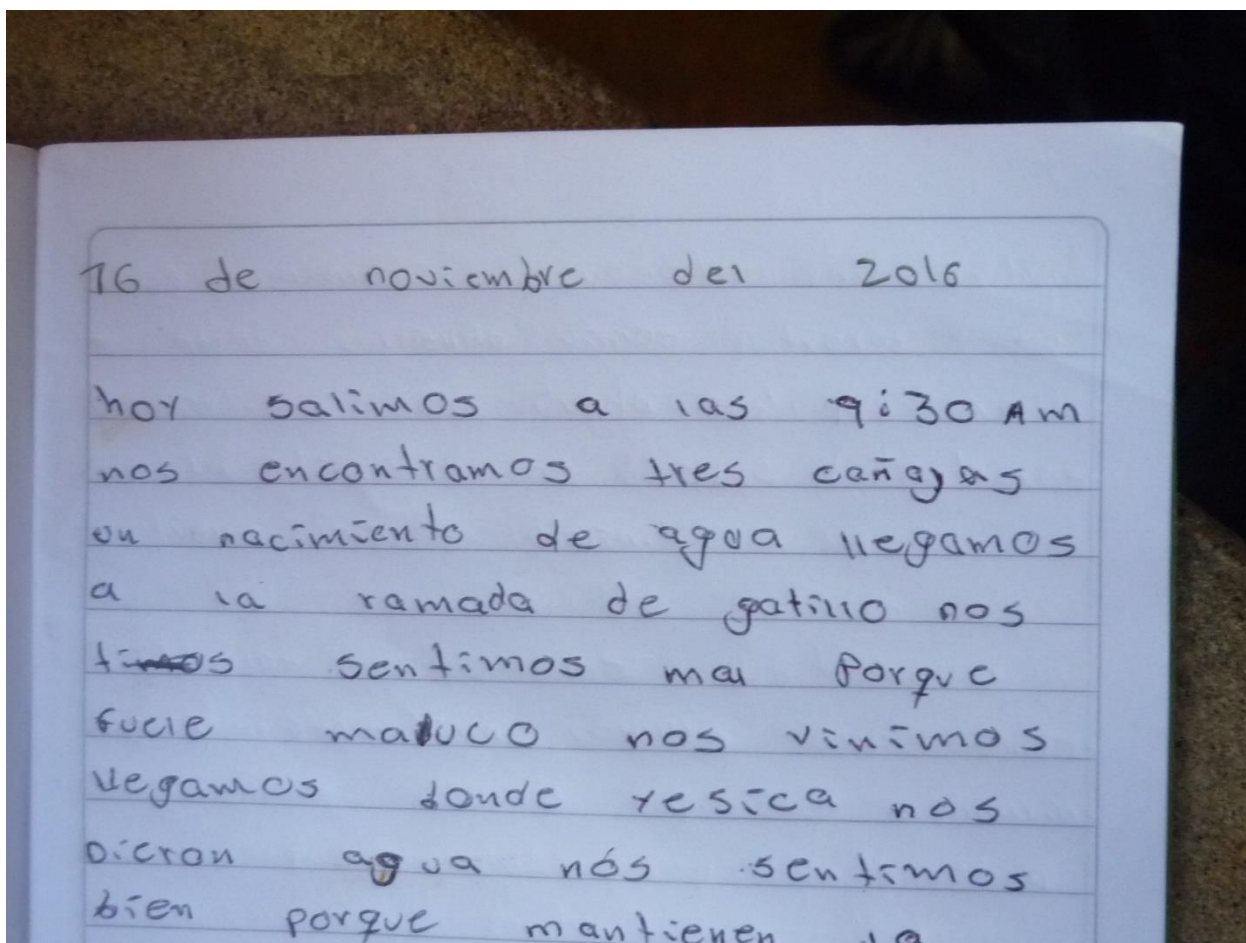 16 de noviembre del 2016
hoy salimos a las 9:30 AM
nos encontramos tres
un nacimiento de agua llegamos
a la ramada de gatillo nos
sentimos mal Porque
maluco nos vinimos
llegamos donde yesica nos
Dieron agua nós sentimos
bien porque mantienen la